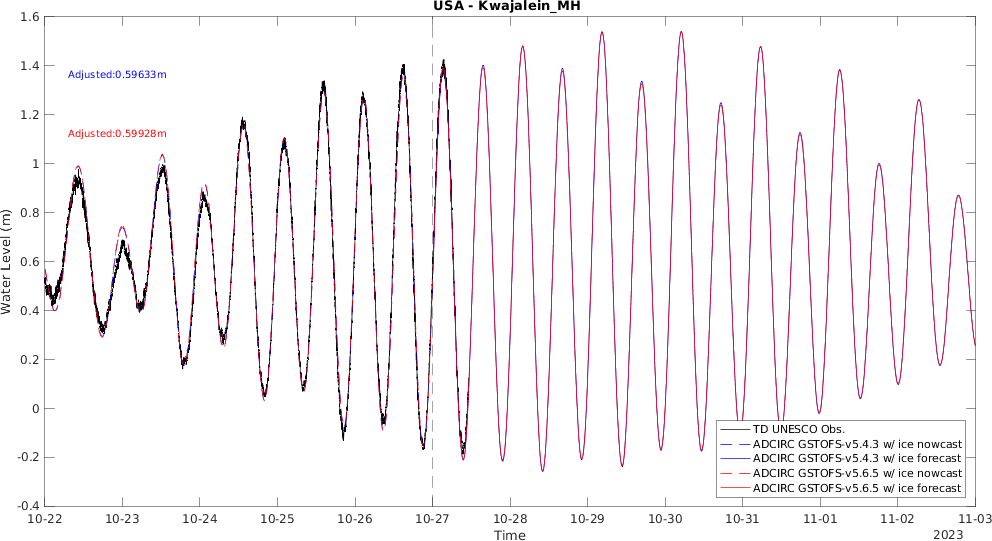 USA - Kwajalein_MH
1.6
1.4
1.2
1
0.8
0.6
0.4
0.2
0
-0.2
-0.4
Water Level (m)
Adjusted:0.59633m
Adjusted:0.59928m
TD UNESCO Obs.
ADCIRC GSTOFS-v5.4.3 w/ ice nowcast
ADCIRC GSTOFS-v5.4.3 w/ ice forecast
ADCIRC GSTOFS-v5.6.5 w/ ice nowcast
ADCIRC GSTOFS-v5.6.5 w/ ice forecast
10-22 10-23 10-24 10-25 10-26 10-27 10-28 10-29 10-30 10-31 11-01 11-02 11-03
Time
2023